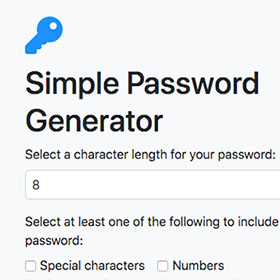 Simple Password
Generator
Select a character length for your password:
8
Select at least one of the following to include
password:
Special characters Numbers